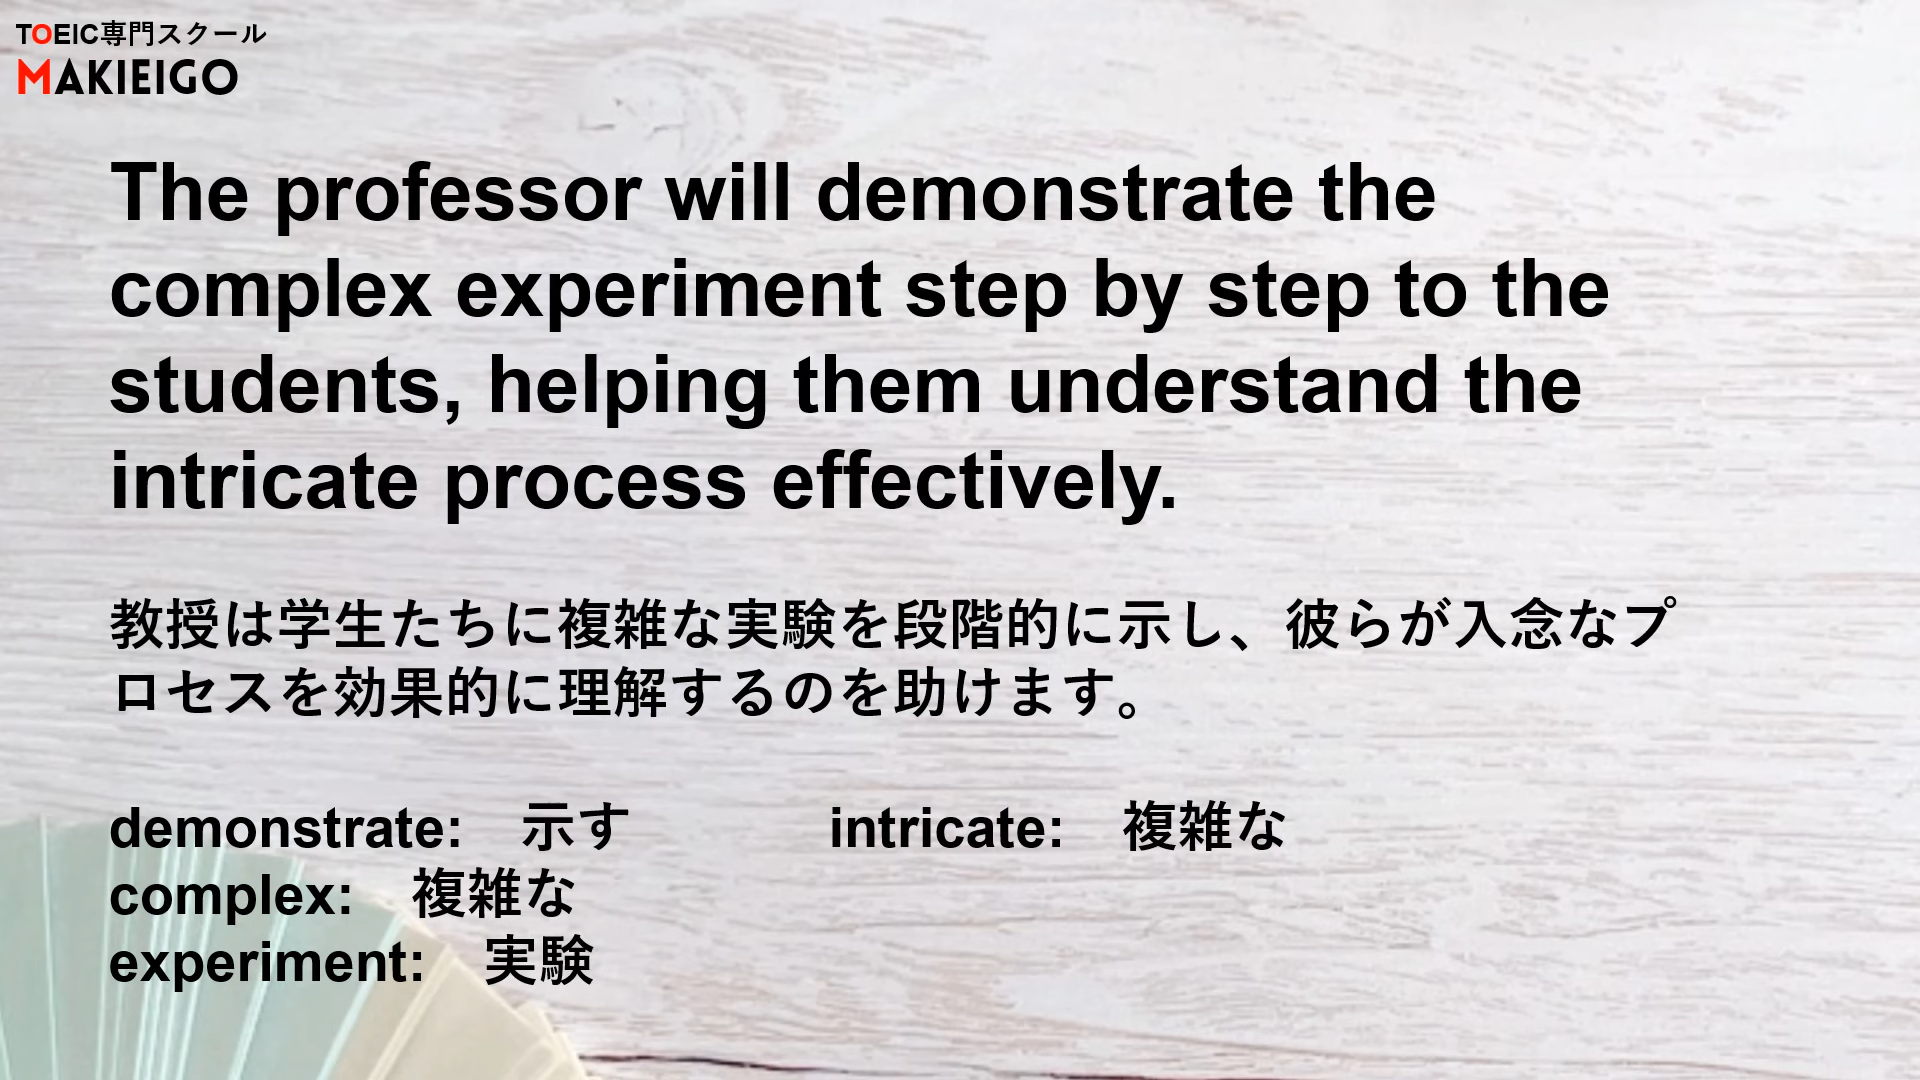 TOEIC専門スクール
MAKIEIGO
The professor will demonstrate the
complex experiment step by step to the
students, helping them understand the
intricate process effectively.
教授は学生たちに複雑な実験を段階的に示し、彼らが入念なプ
ロセスを効果的に理解するのを助けます。
demonstrate:　示す
complex:　複雑な
experiment:　実験
intricate:　複雑な